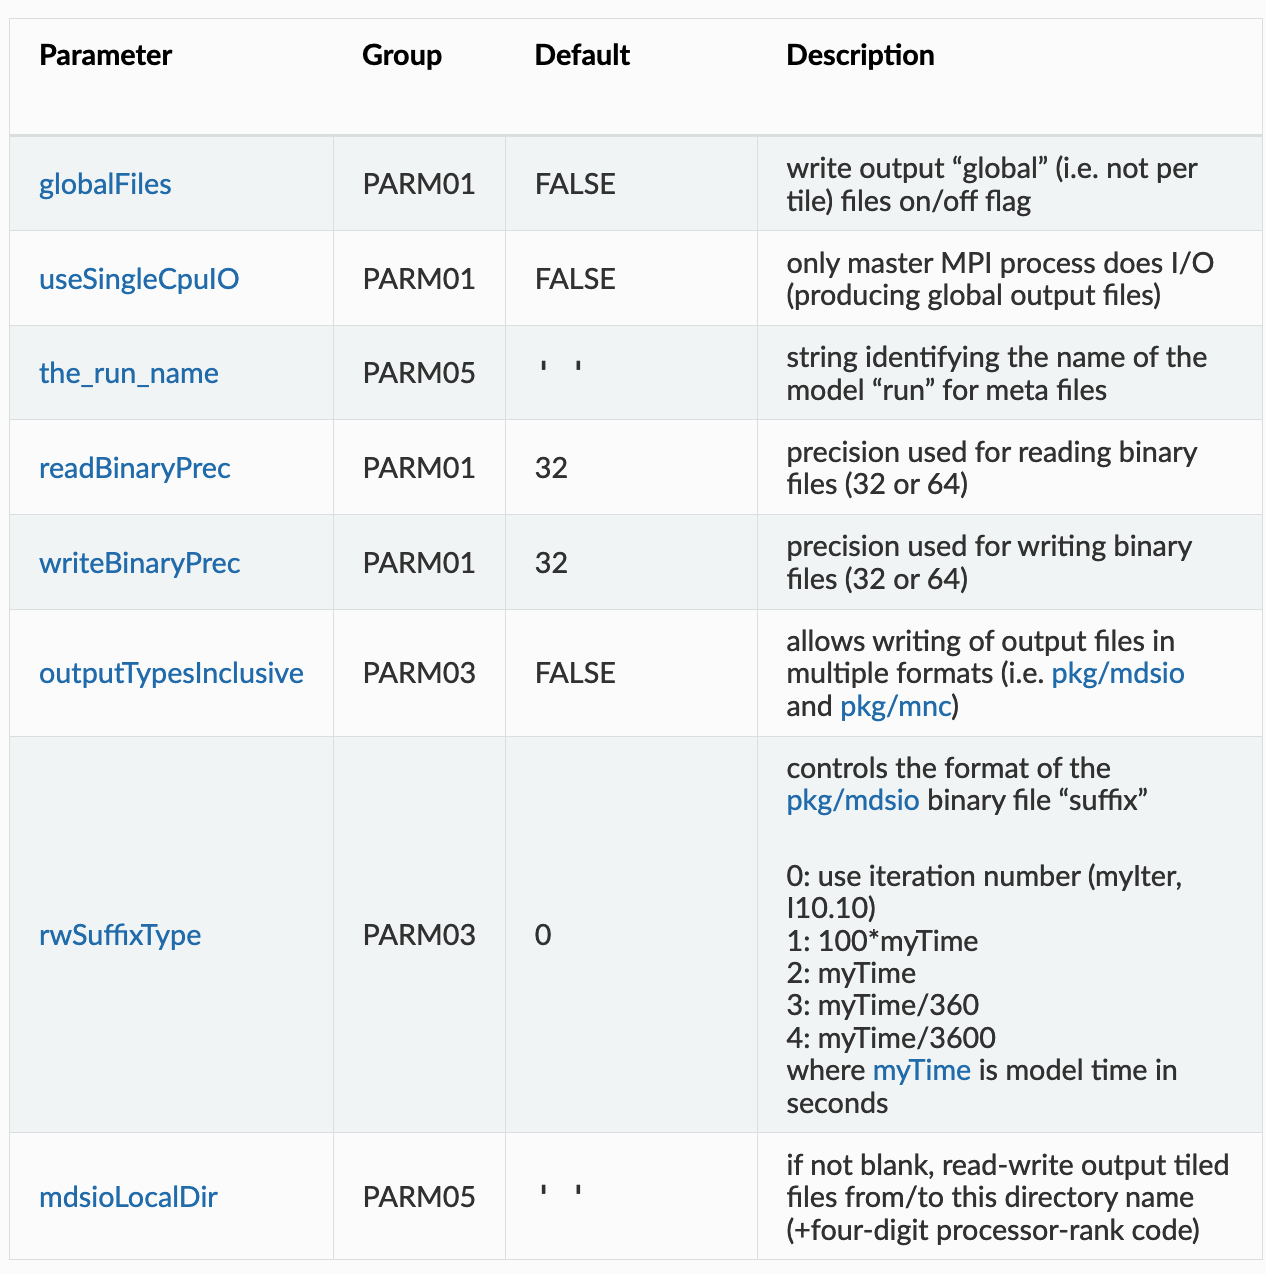 Parameter Group Default Description
globalFiles PARM01 FALSE write output “global” (i.e. not per
tile) files on/off flag
useSingleCpuIO PARM01 FALSE only master MPI process does I/O
(producing global output files)
the_run_name PARM05 ' ' string identifying the name of the
model “run” for meta files
readBinaryPrec PARM01 32 precision used for reading binary
files (32 or 64)
writeBinaryPrec PARM01 32 precision used for writing binary
files (32 or 64)
outputTypesInclusive PARM03 FALSE allows writing of output files in
multiple formats (i.e. pkg/mdsio
and pkg/mnc)
rwSuffixType PARM03 0 controls the format of the
pkg/mdsio binary file “suffix”
0: use iteration number (myIter,
I10.10)
1: 100*myTime
2: myTime
3: myTime/360
4: myTime/3600
where myTime is model time in
seconds
mdsioLocalDir PARM05 ' ' if not blank, read-write output tiled
files from/to this directory name
(+four-digit processor-rank code)